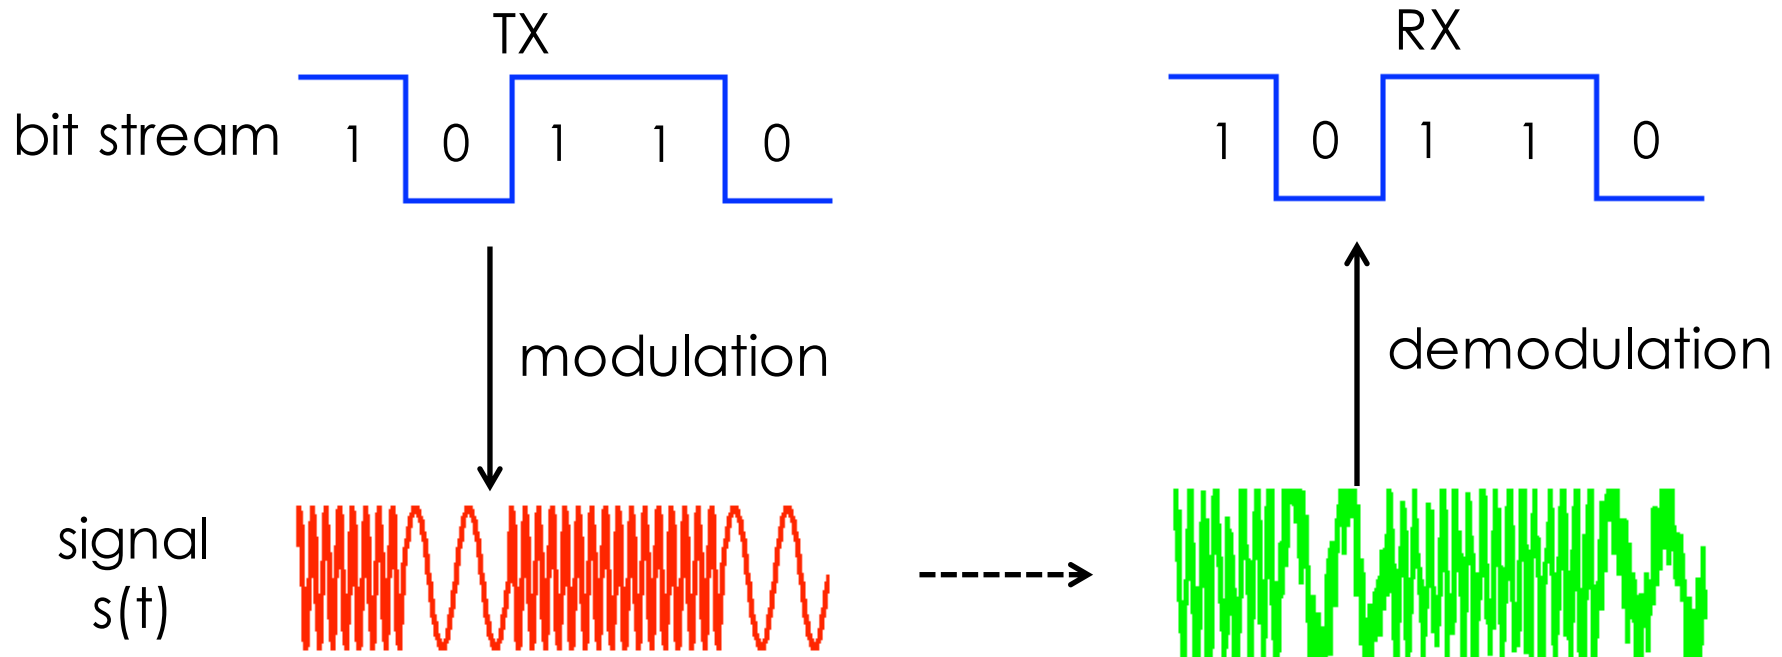 TX
RX
bit stream
1 0 1 1 0
1 0 1 1 0
modulation
demodulation
signal
s(t)